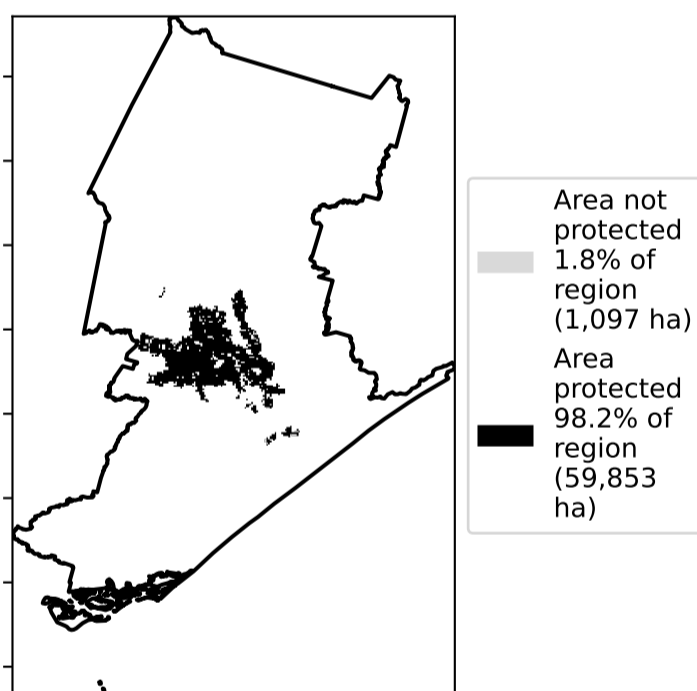 Area not
protected
1.8% of
region
(1,097 ha)
Area
protected
98.2% of
region
(59,853
ha)